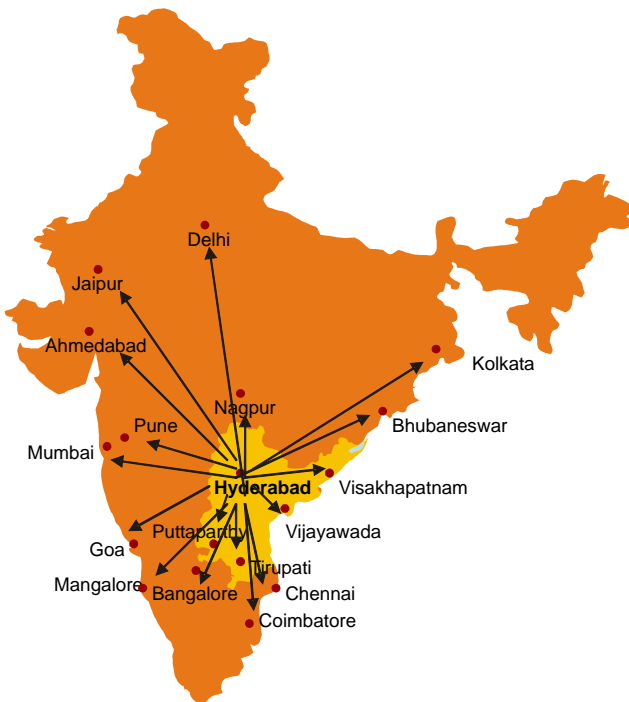 Delhi
Jaipur
Ahmedabad
Kolkata
Nagpur
Bhubaneswar
Pune
Mumbai
Hyderabad
Visakhapatnam
Puttaparthy
Vijayawada
Goa
Tirupati
Mangalore
Bangalore
Chennai
Coimbatore